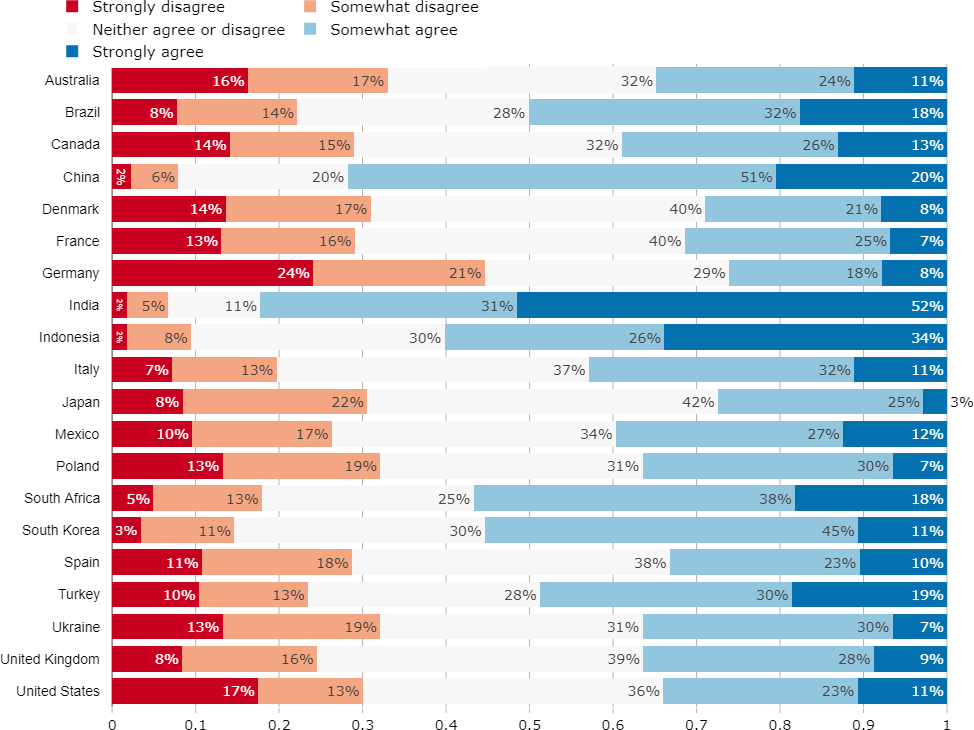 Strongly disagree Somewhat disagree
Neither agree or disagree Somewhat agree
Strongly agree
Australia 16% 17% 32% 24% 11%
Brazil 8% 14% 28% 32% 18%
Canada 14% 15% 32% 26% 13%
China 2% 6% 20% 51% 20%
Denmark 14% 17% 40% 21% 8%
France 13% 16% 40% 25% 7%
Germany 24% 21% 29% 18% 8%
India 2% 5% 11% 31% 52%
Indonesia 2% 8% 30% 26% 34%
Italy 7% 13% 37% 32% 11%
Japan 8% 22% 42% 25% 3%
Mexico 10% 17% 34% 27% 12%
Poland 13% 19% 31% 30% 7%
South Africa 5% 13% 25% 38% 18%
South Korea 3% 11% 30% 45% 11%
Spain 11% 18% 38% 23% 10%
Turkey 10% 13% 28% 30% 19%
Ukraine 13% 19% 31% 30% 7%
United Kingdom 8% 16% 39% 28% 9%
United States 17% 13% 36% 23% 11%
0 0.1 0.2 0.3 0.4 0.5 0.6 0.7 0.8 0.9 1